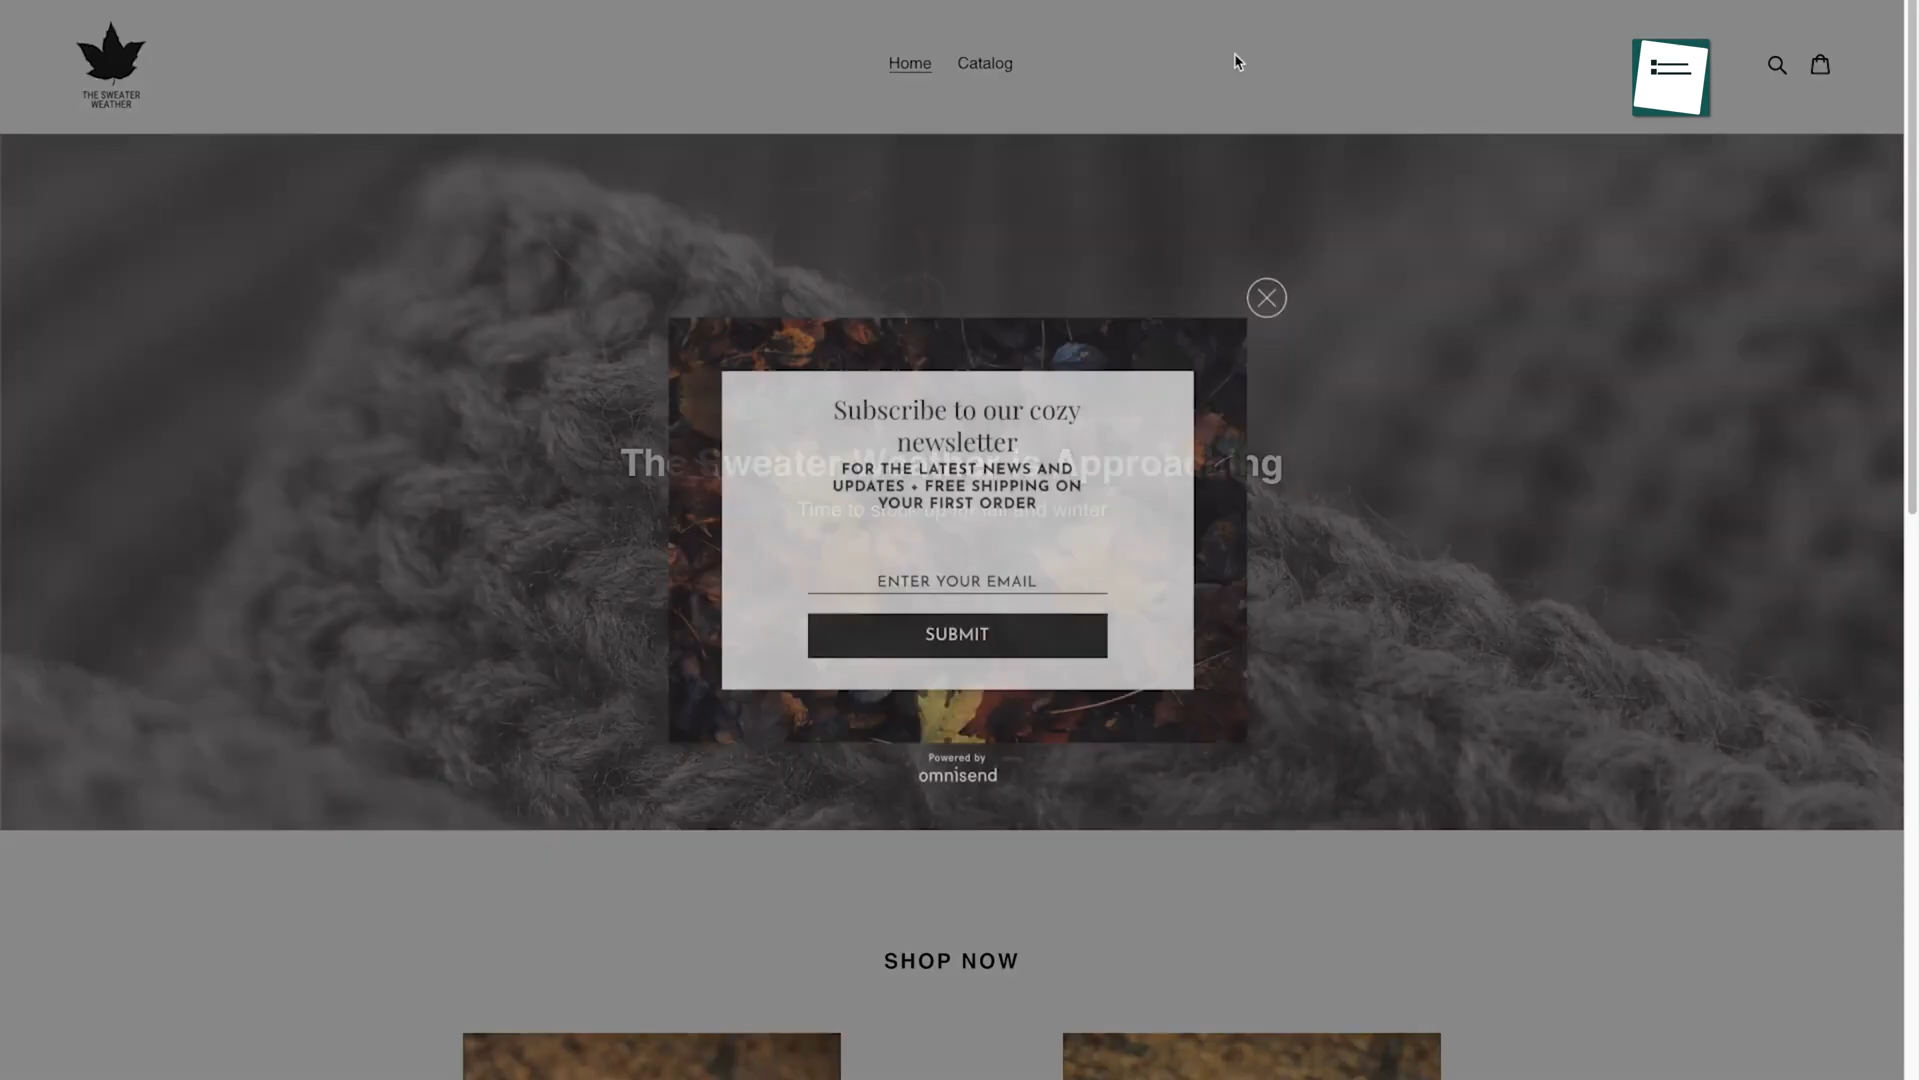 THE SWEATER
WEATHER
Home
Catalog
Subscribe to our cozy
newsletter
The Sweater Weather is Approaching
FOR THE LATEST NEWS AND
UPDATES + FREE SHIPPING ON
YOUR FIRST ORDER
Time to stock up for fall and winter
ENTER YOUR EMAIL
SUBMIT
Powered by
omnisend
SHOP NOW